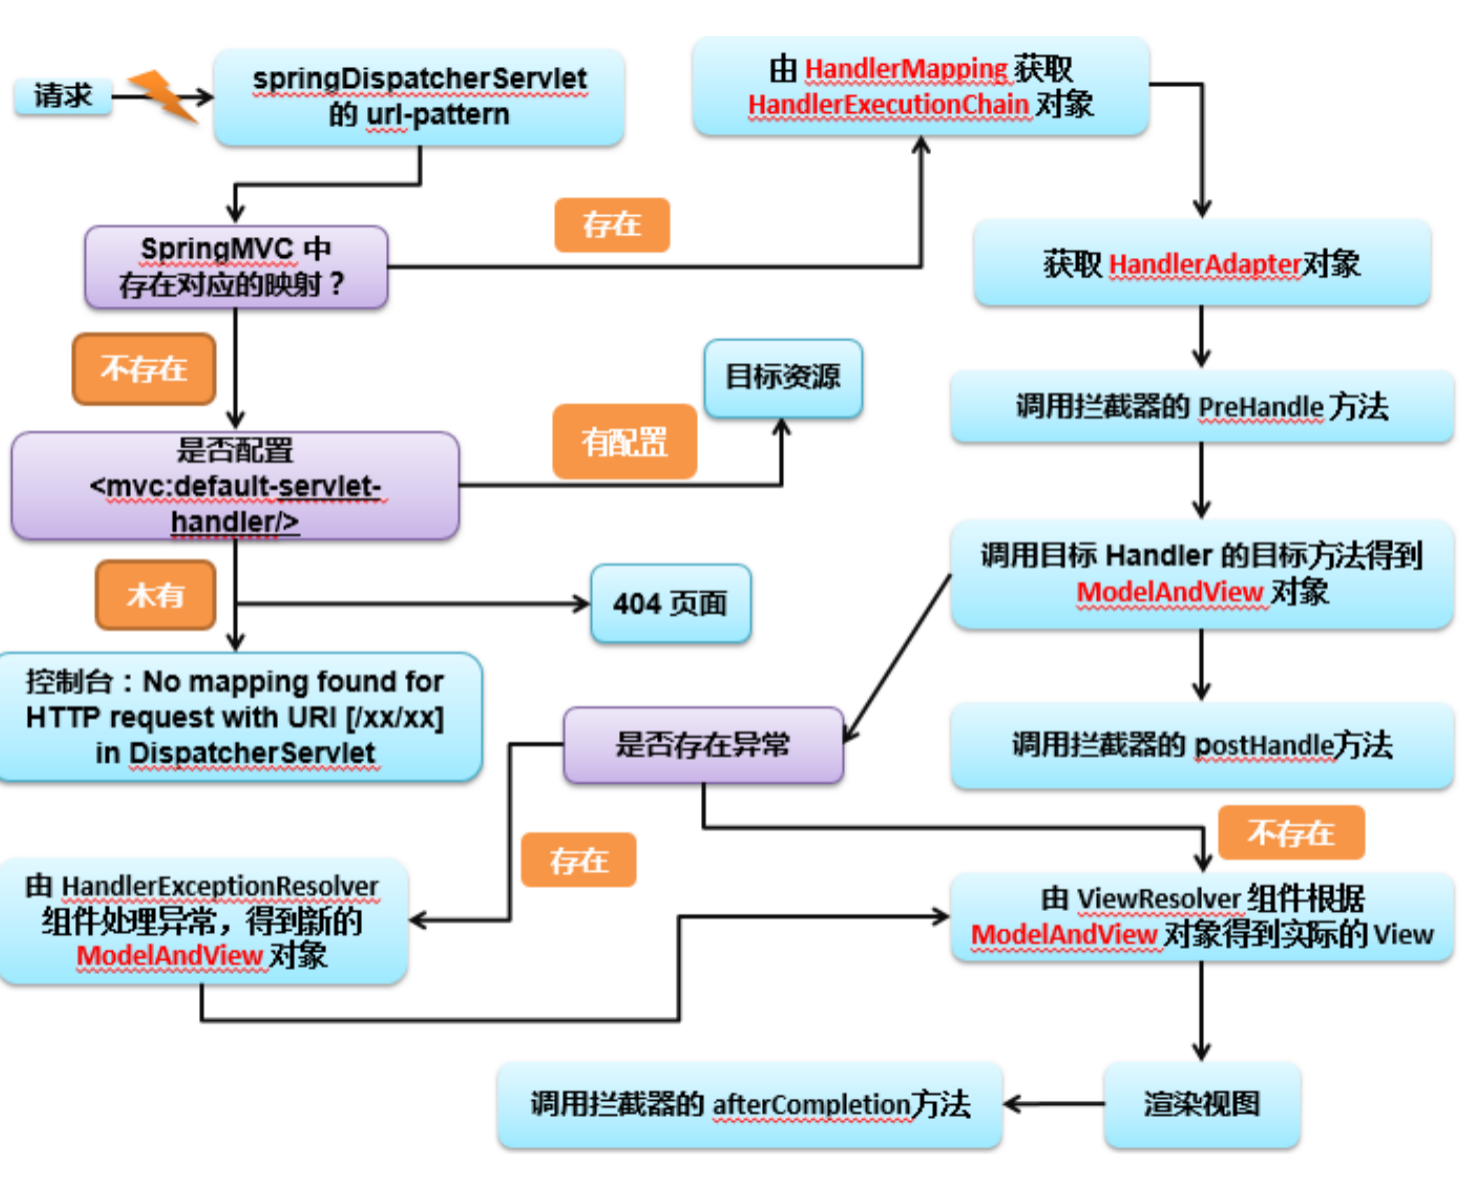 请求
springDispatcherServlet
的 url-pattern
由 HandlerMapping 获取
HandlerExecutionChain 对象
存在
SpringMVC 中
存在对应的映射？
获取 HandlerAdapter对象
不存在
目标资源
调用拦截器的 PreHandle 方法
有配置
是否配置
<mvc:default-servlet-
handler/>
调用目标 Handler 的目标方法得到
ModelAndView 对象
木有
404 页面
控制台：No mapping found for
HTTP request with URI [/xx/xx]
in DispatcherServlet
是否存在异常
调用拦截器的 postHandle方法
不存在
存在
由 HandlerExceptionResolver
组件处理异常，得到新的
ModelAndView 对象
由 ViewResolver 组件根据
ModelAndView 对象得到实际的 View
调用拦截器的 afterCompletion方法
渲染视图